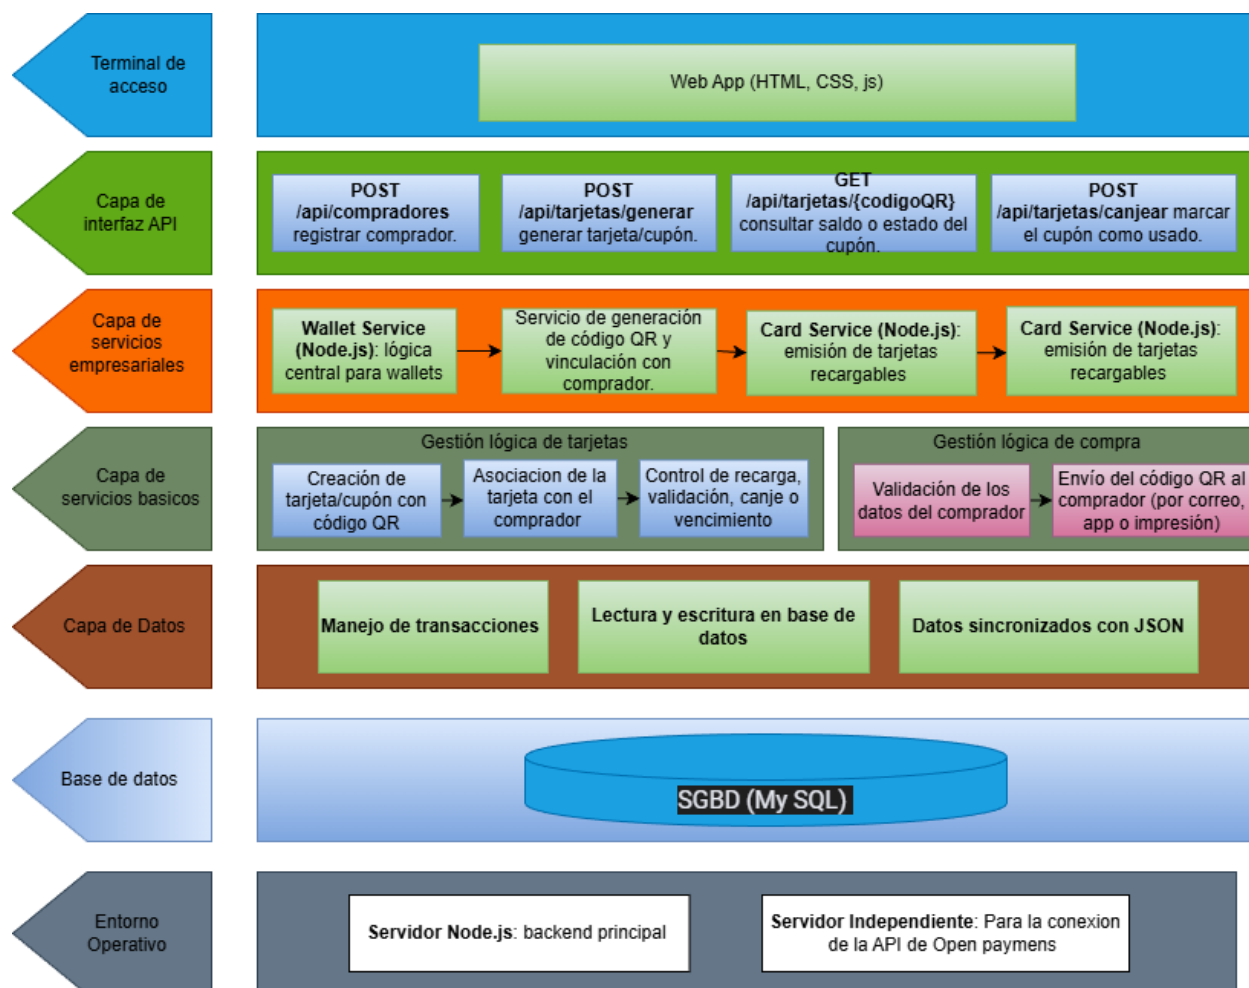 Terminal de
acceso
Web App (HTML, CSS, js)
Capa de
interfaz API
POST
/api/compradores
registrar comprador.
POST
/api/tarjetas/generar
generar tarjeta/cupón.
GET
/api/tarjetas/{codigoQR}
consultar saldo o estado del
cupón.
POST
/api/tarjetas/canjear marcar
el cupón como usado.
Capa de
servicios
empresariales
Wallet Service
(Node.js): lógica
central para wallets
Servicio de generación
de código QR y
vinculación con
comprador.
Card Service (Node.js):
emisión de tarjetas
recargables
Card Service (Node.js):
emisión de tarjetas
recargables
Capa de
servicios basicos
Gestión lógica de tarjetas
Creación de
tarjeta/cupón con
código QR
Asociacion de la
tarjeta con el
comprador
Control de recarga,
validación, canje o
vencimiento
Gestión lógica de compra
Validación de los
datos del comprador
Envío del código QR al
comprador (por correo,
app o impresión)
Capa de Datos
Manejo de transacciones
Lectura y escritura en base de
datos
Datos sincronizados con JSON
Base de datos
SGBD (My SQL)
Entorno
Operativo
Servidor Node.js: backend principal
Servidor Independiente: Para la conexion
de la API de Open paymens